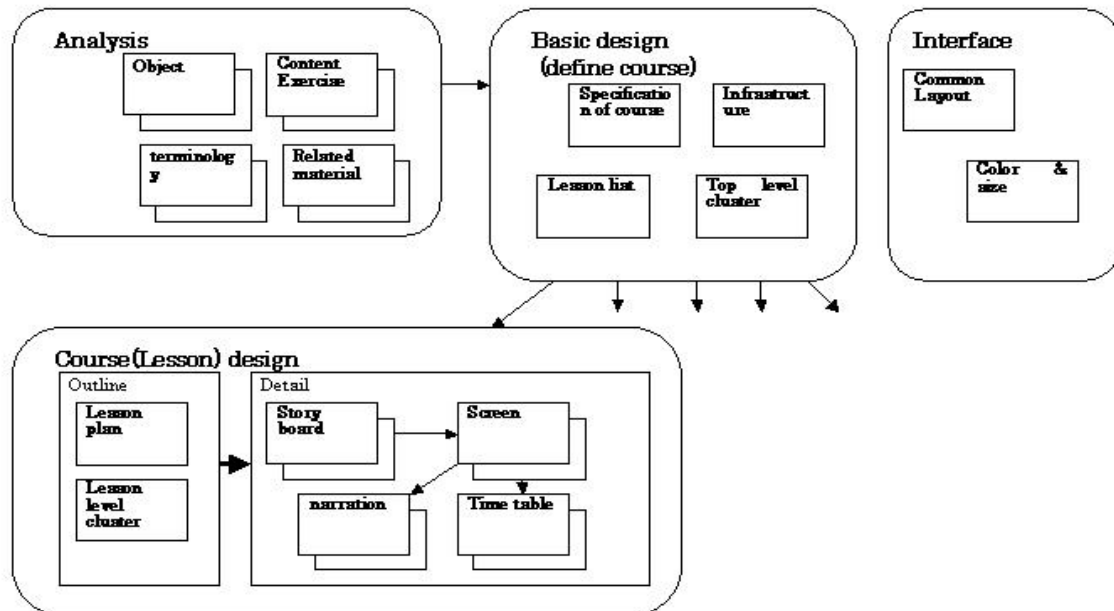 Analysis
Object
Content
Exercise
terminolog
y
Related
material
Basic design
(define course)
Specificatio
n of course
Infrastruct
ure
Lesson list
Top level
cluster
Interface
Common
Layout
Color &
size
Course(Lesson) design
Outline
Lesson
plan
Lesson
level
cluster
Detail
Story
board
Screen
narration
Time table